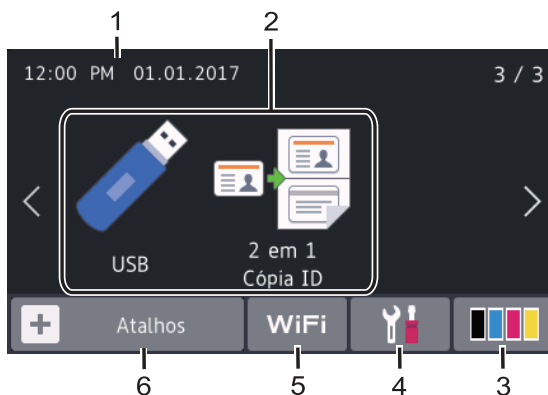 1
2
12:00 PM 01.01.2017
3 / 3
USB
2 em 1
Cópia ID
Atalhos
WiFi
6
5
4
3